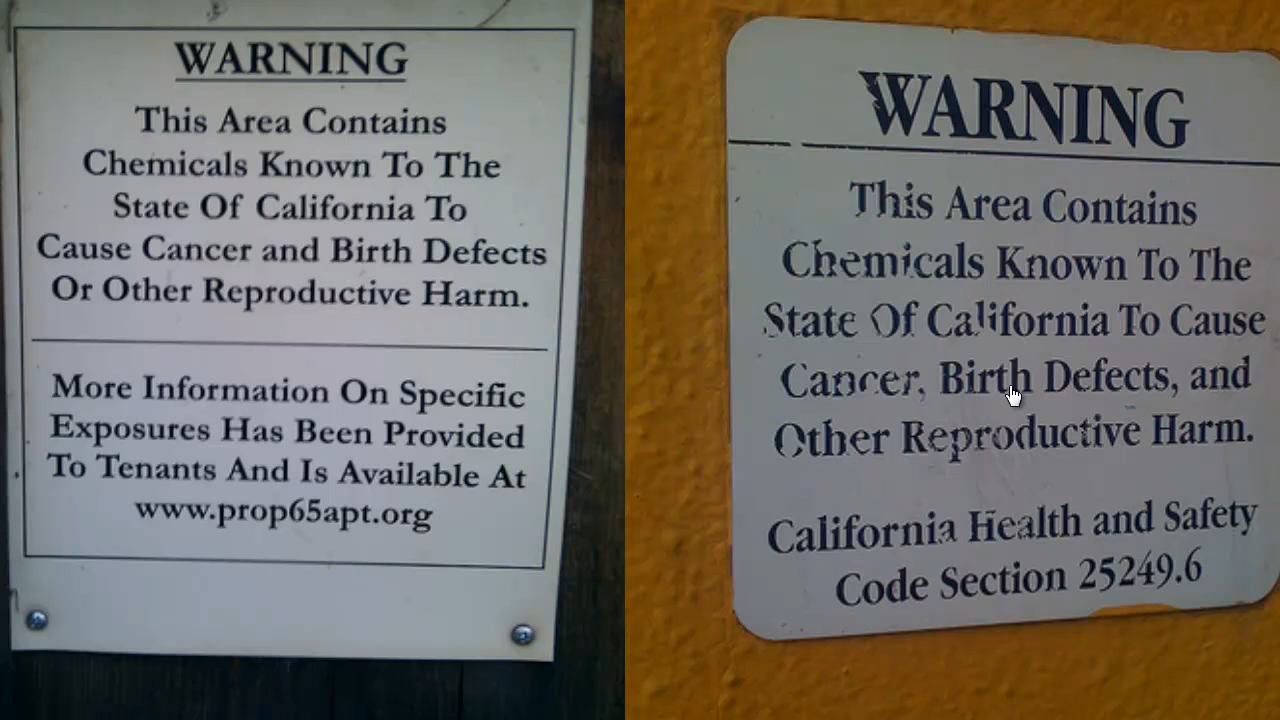 WARNING
This Area Contains
Chemicals Known To The
State Of California To
Cause Cancer and Birth Defects
Or Other Reproductive Harm.
More Information On Specific
Exposures Has Been Provided
To Tenants And Is Available At
www.prop65apt.org
WARNING
This Area Contains
Chemicals Known To The
State Of California To Cause
Cancer, Birth Defects, and
Other Reproductive Harm.
California Health and Safety
Code Section 25249.6